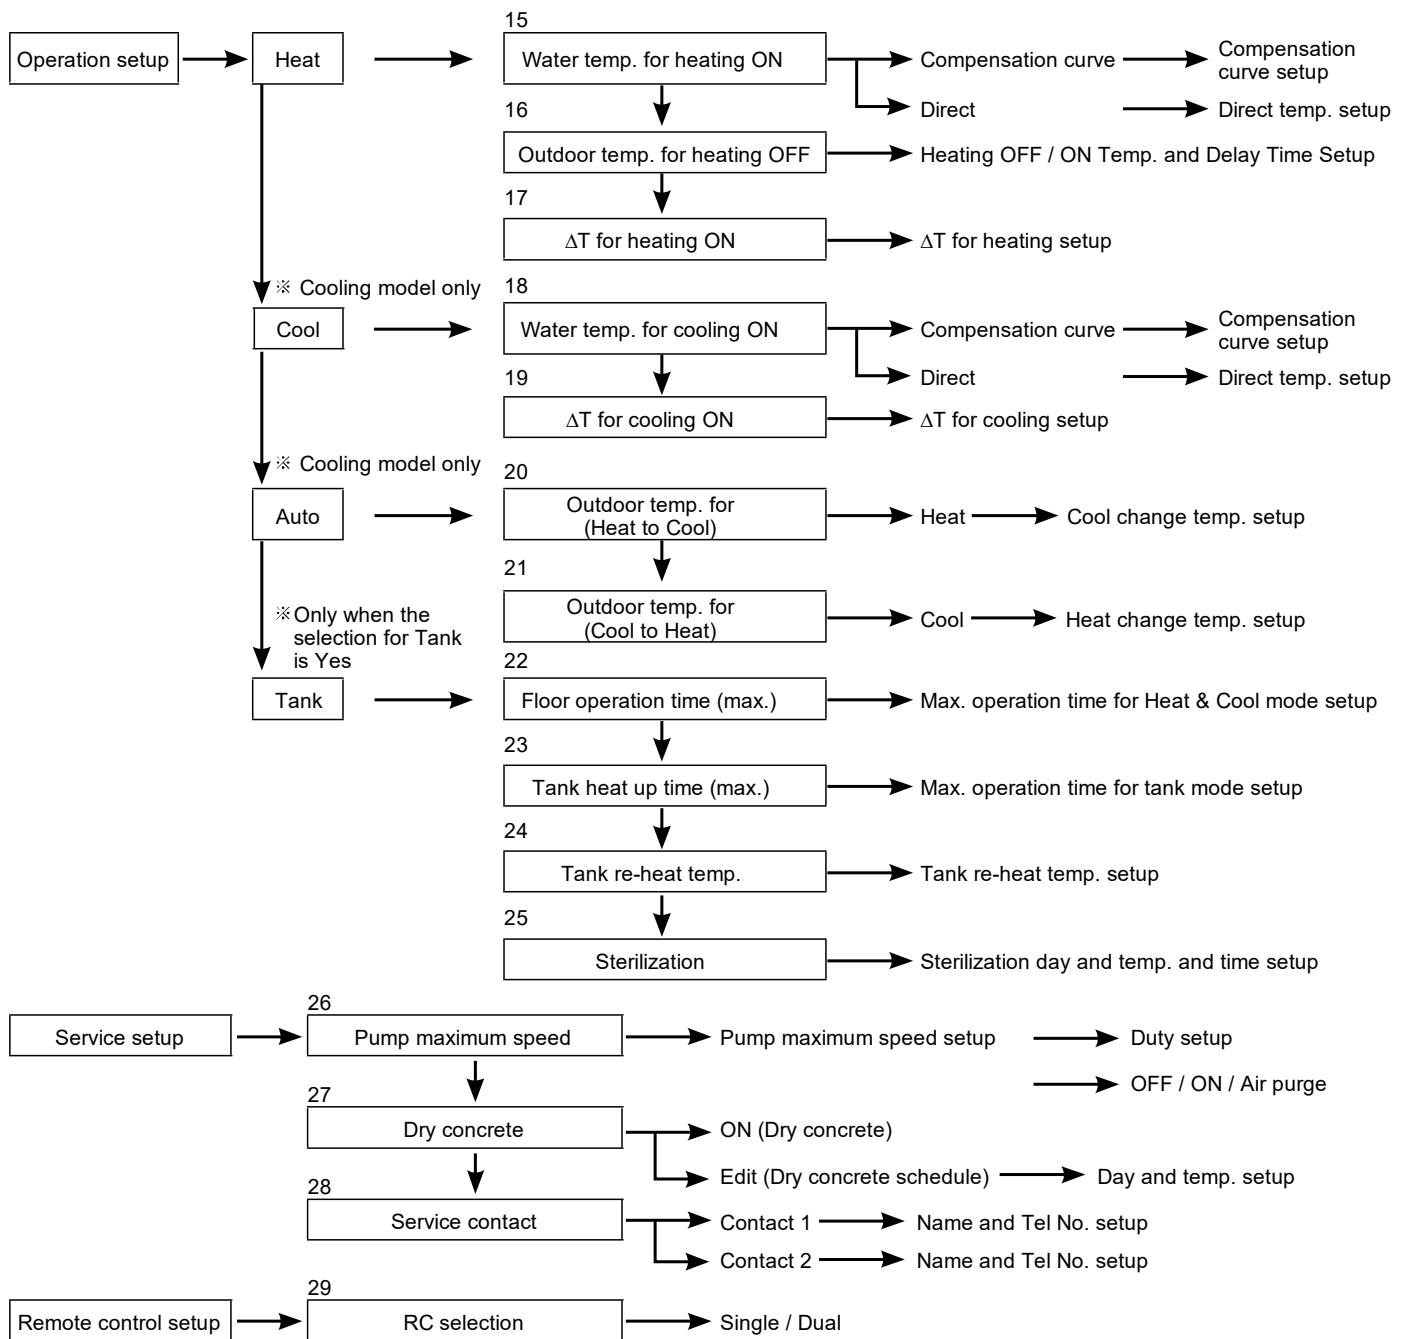 15
Operation setup
Heat
Water temp. for heating ON
Compensation curve
Compensation
curve setup
Direct
Direct temp. setup
16
Outdoor temp. for heating OFF
Heating OFF / ON Temp. and Delay Time Setup
17
ΔT for heating ON
ΔT for heating setup
※ Cooling model only
18
Cool
Water temp. for cooling ON
Compensation curve
Compensation
curve setup
Direct
Direct temp. setup
19
ΔT for cooling ON
ΔT for cooling setup
※ Cooling model only
20
Auto
Outdoor temp. for
(Heat to Cool)
Heat
Cool change temp. setup
21
Outdoor temp. for
(Cool to Heat)
Cool
Heat change temp. setup
※Only when the
selection for Tank
is Yes
22
Tank
Floor operation time (max.)
Max. operation time for Heat & Cool mode setup
23
Tank heat up time (max.)
Max. operation time for tank mode setup
24
Tank re-heat temp.
Tank re-heat temp. setup
25
Sterilization
Sterilization day and temp. and time setup
26
Service setup
Pump maximum speed
Pump maximum speed setup
Duty setup
OFF / ON / Air purge
27
Dry concrete
ON (Dry concrete)
Edit (Dry concrete schedule)
Day and temp. setup
28
Service contact
Contact 1
Name and Tel No. setup
Contact 2
Name and Tel No. setup
29
Remote control setup
RC selection
Single / Dual